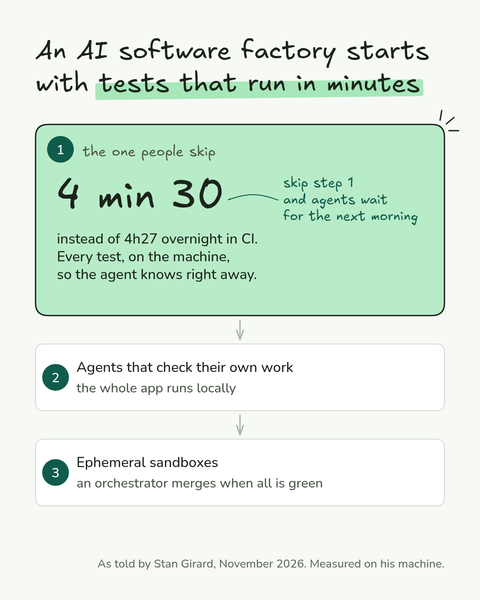 An AI software factory starts
with tests that run in minutes
1
the one people skip
4 min 30
skip step 1
and agents wait
for the next morning
instead of 4h27 overnight in CI.
Every test, on the machine,
so the agent knows right away.
2
Agents that check their own work
the whole app runs locally
3
Ephemeral sandboxes
an orchestrator merges when all is green
As told by Stan Girard, November 2026. Measured on his machine.